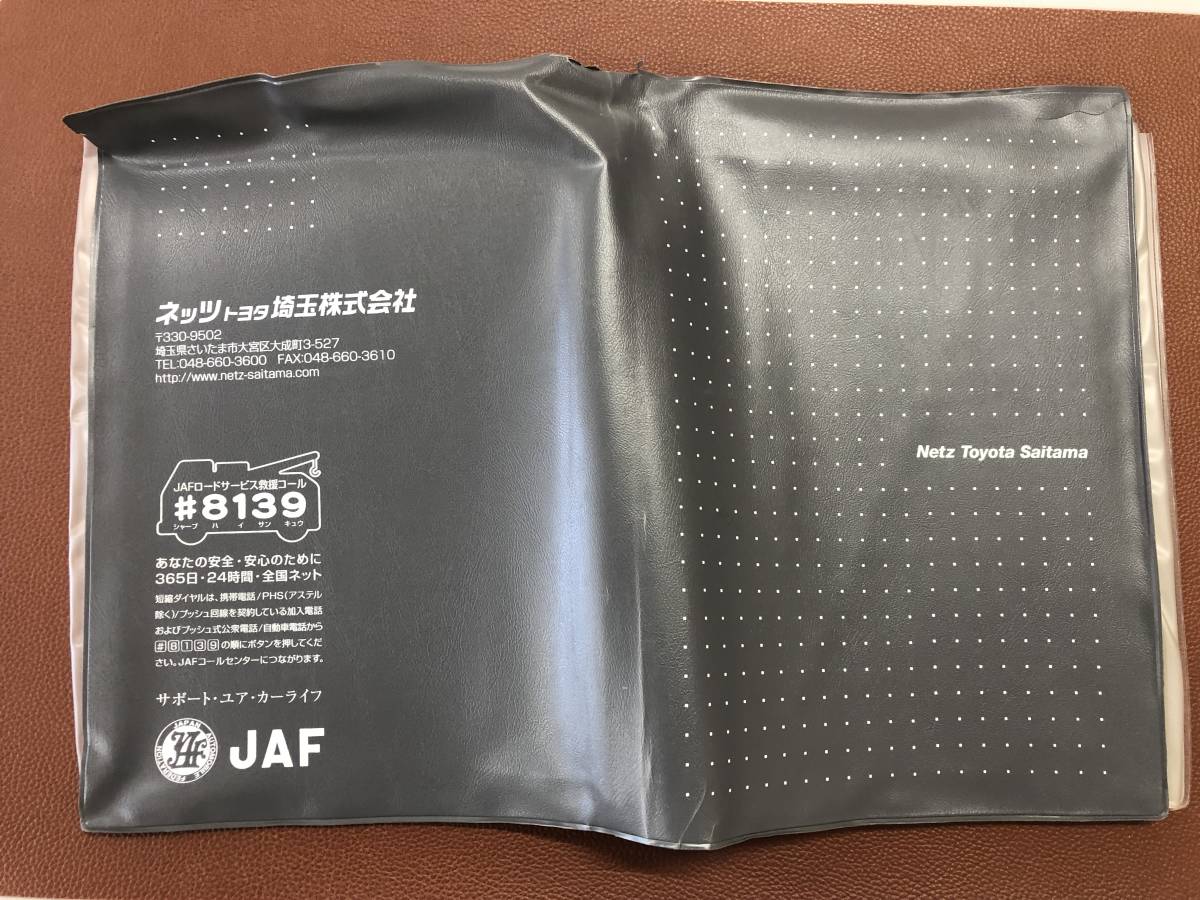 ネッツトヨタ埼玉株式会社
〒330-9502
埼玉県さいたま市大宮区大成町3-527
TEL:048-660-3600 FAX:048-660-3610
http://www.netz-saitama.com
JAFロードサービス救援コール
#8139
シャープ ハ イ サン キュウ
あなたの安全・安心のために
365日・24時間・全国ネット
短縮ダイヤルは、携帯電話/PHS(アステル
除く)/プッシュ回線を契約している加入電話
およびプッシュ式公衆電話/自動車電話から
#8139の順にボタンを押してくだ
さい。JAFコールセンターにつながります。
サポート・ユア・カーライフ
JAPAN AUTOMOBILE FEDERATION
JAF
JAF
Netz Toyota Saitama